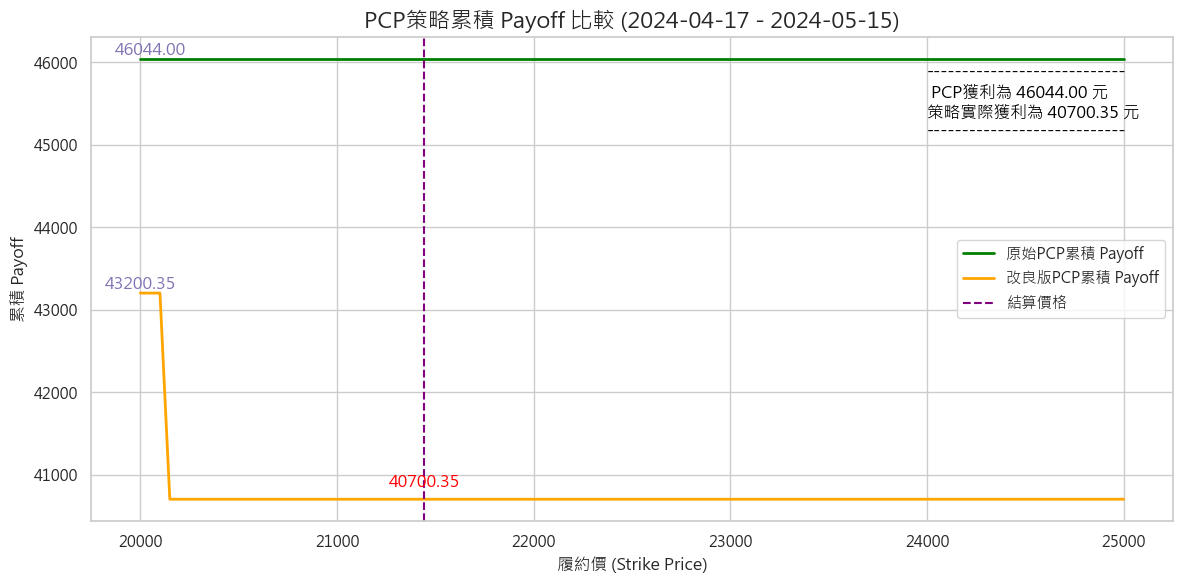 PCP策略累積 Payoff 比較 (2024-04-17 - 2024-05-15)
46044.00
46000
PCP獲利為 46044.00 元
策略實際獲利為 40700.35 元
45000
44000
原始PCP累積 Payoff
改良版PCP累積 Payoff
結算價格
43200.35
43000
42000
41000
40700.35
累積 Payoff
20000
21000
22000
23000
24000
25000
履約價 (Strike Price)